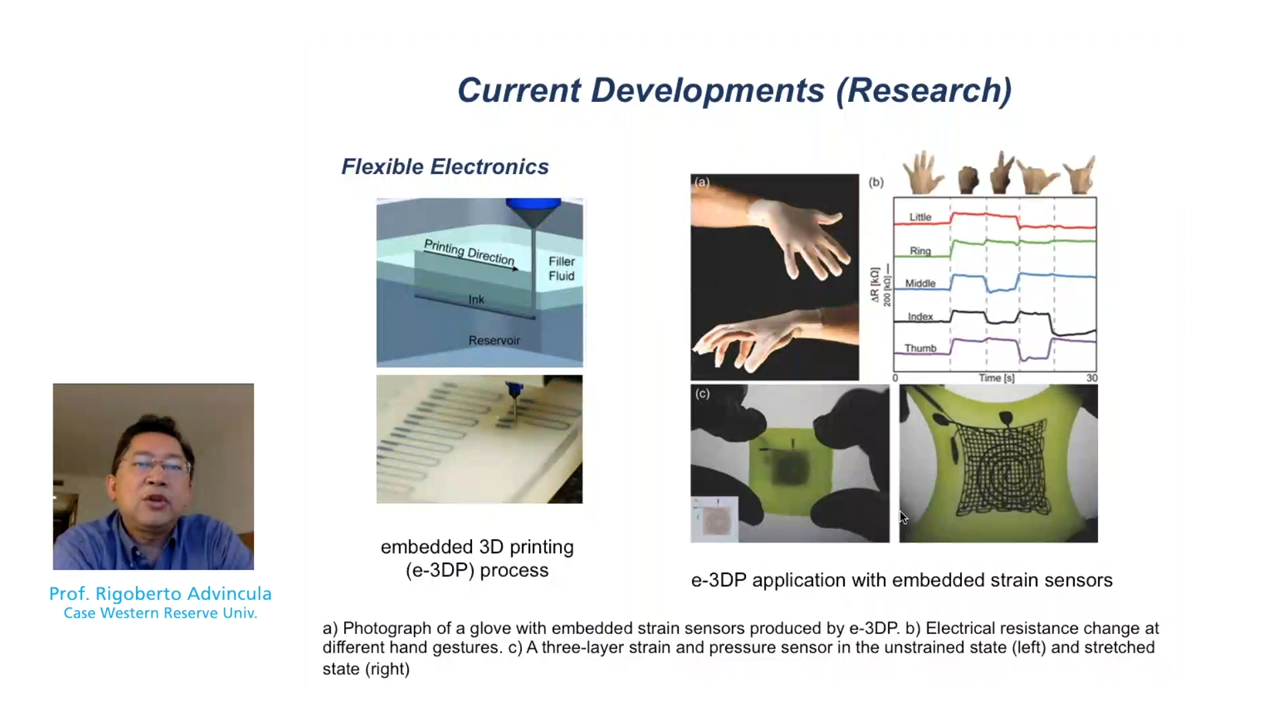 Current Developments (Research)
Flexible Electronics
Printing Direction
Filler
Fluid
Ink
Reservoir
embedded 3D printing
(e-3DP) process
(a)
(b)
Little
Ring
Middle
Index
Thumb
ΔR [kΩ]
200 [kΩ]
0
Time [s]
30
(c)
e-3DP application with embedded strain sensors
Prof. Rigoberto Advincula
Case Western Reserve Univ.
a) Photograph of a glove with embedded strain sensors produced by e-3DP. b) Electrical resistance change at
different hand gestures. c) A three-layer strain and pressure sensor in the unstrained state (left) and stretched
state (right)